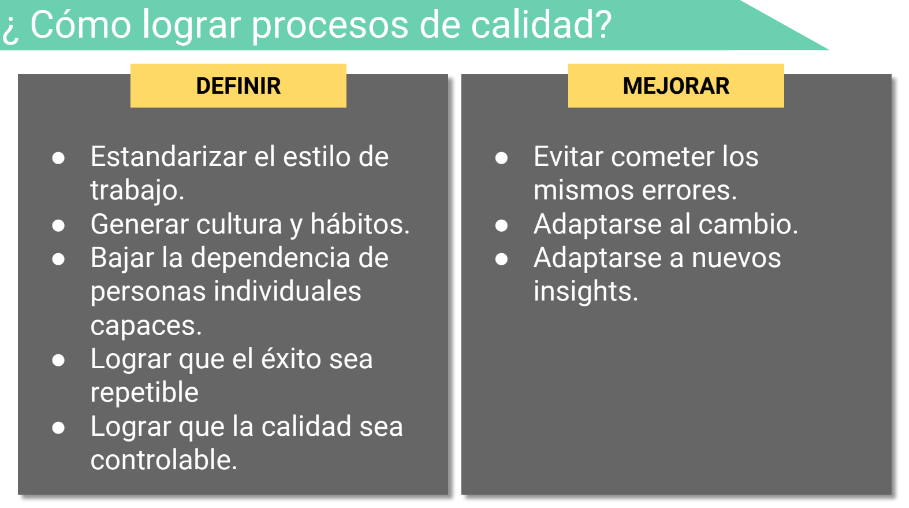 ¿ Cómo lograr procesos de calidad?
DEFINIR
● Estandarizar el estilo de
trabajo.
● Generar cultura y hábitos.
● Bajar la dependencia de
personas individuales
capaces.
● Lograr que el éxito sea
repetible
● Lograr que la calidad sea
controlable.
MEJORAR
● Evitar cometer los
mismos errores.
● Adaptarse al cambio.
● Adaptarse a nuevos
insights.